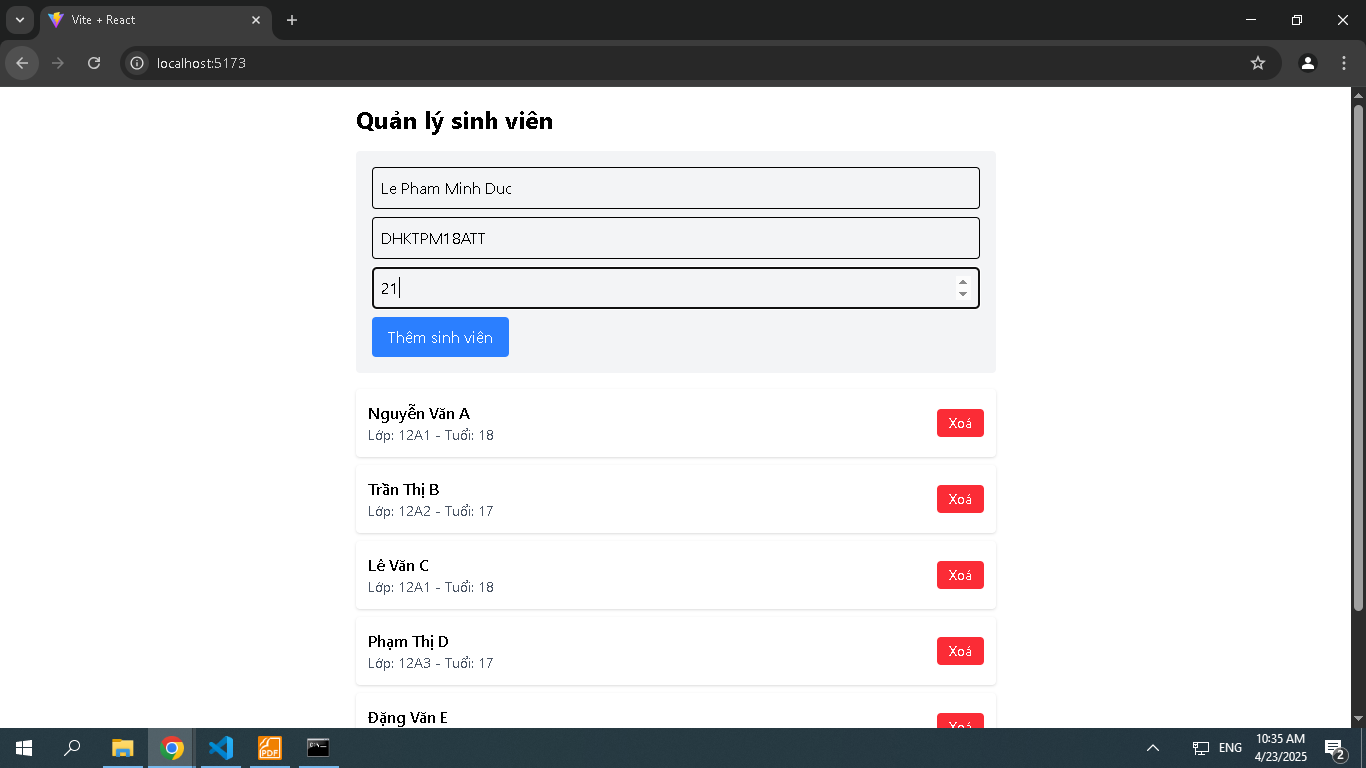 Vite + React
localhost:5173
Quản lý sinh viên
Le Pham Minh Duc
DHKTPM18ATT
21
Thêm sinh viên
Nguyễn Văn A
Xoá
Lớp: 12A1 - Tuổi: 18
Trần Thị B
Xoá
Lớp: 12A2 - Tuổi: 17
Lê Văn C
Xoá
Lớp: 12A1 - Tuổi: 18
Phạm Thị D
Xoá
Lớp: 12A3 - Tuổi: 17
Đặng Văn E
Xoá
PDF
ENG
10:35 AM
4/23/2025
2